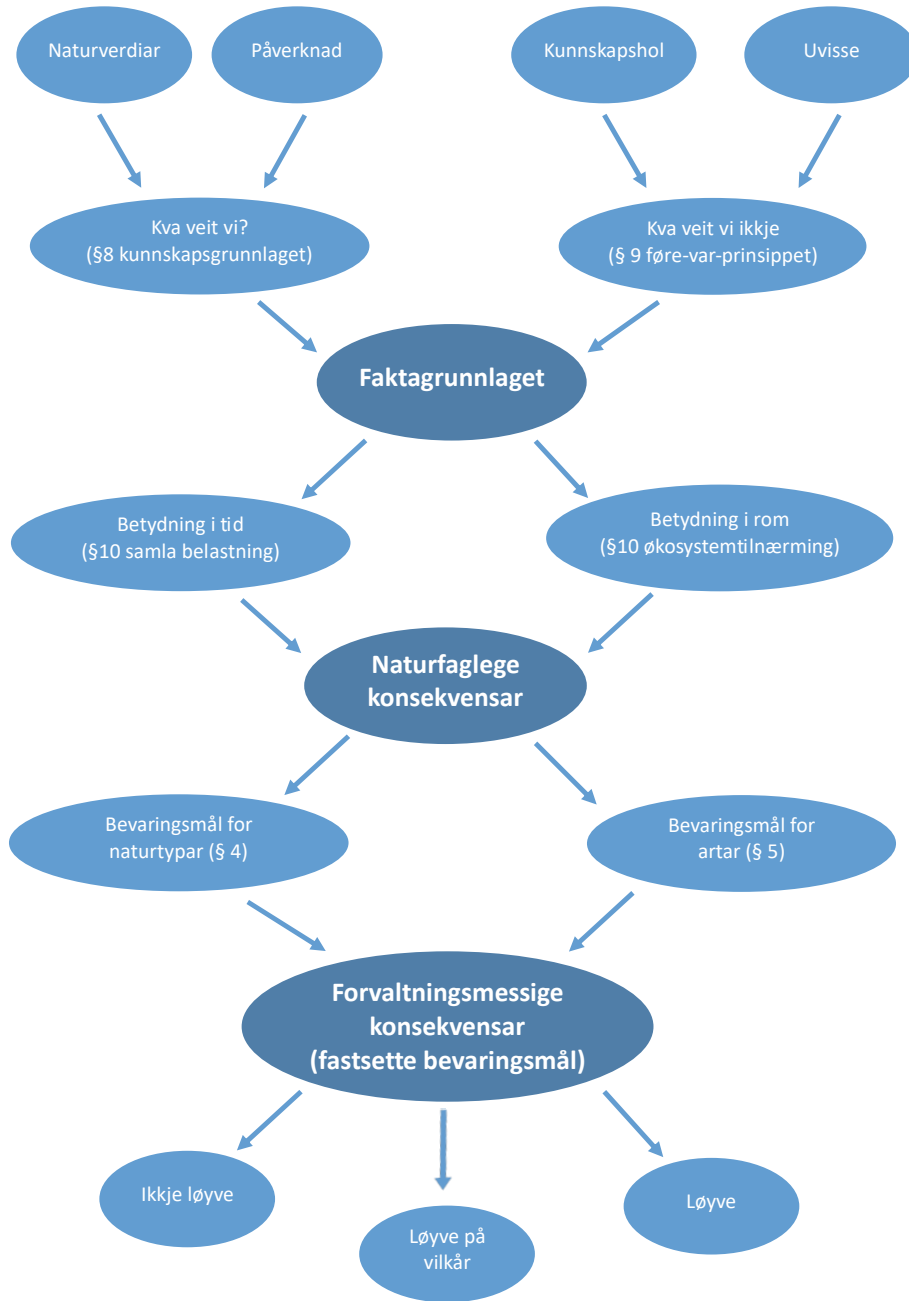 Naturverdiar
Påverknad
Kunnskapshol
Uvisse
Kva veit vi?
(§8 kunnskapsgrunnlaget)
Kva veit vi ikkje
(§ 9 føre-var-prinsippet)
Faktagrunnlaget
Betydning i tid
(§10 samla belastning)
Betydning i rom
(§10 økosystemtilnærming)
Naturfaglege
konsekvensar
Bevaringsmål for
naturtypar (§ 4)
Bevaringsmål for
artar (§ 5)
Forvaltningsmessige
konsekvensar
(fastsette bevaringsmål)
Ikkje løyve
Løyve på
vilkår
Løyve